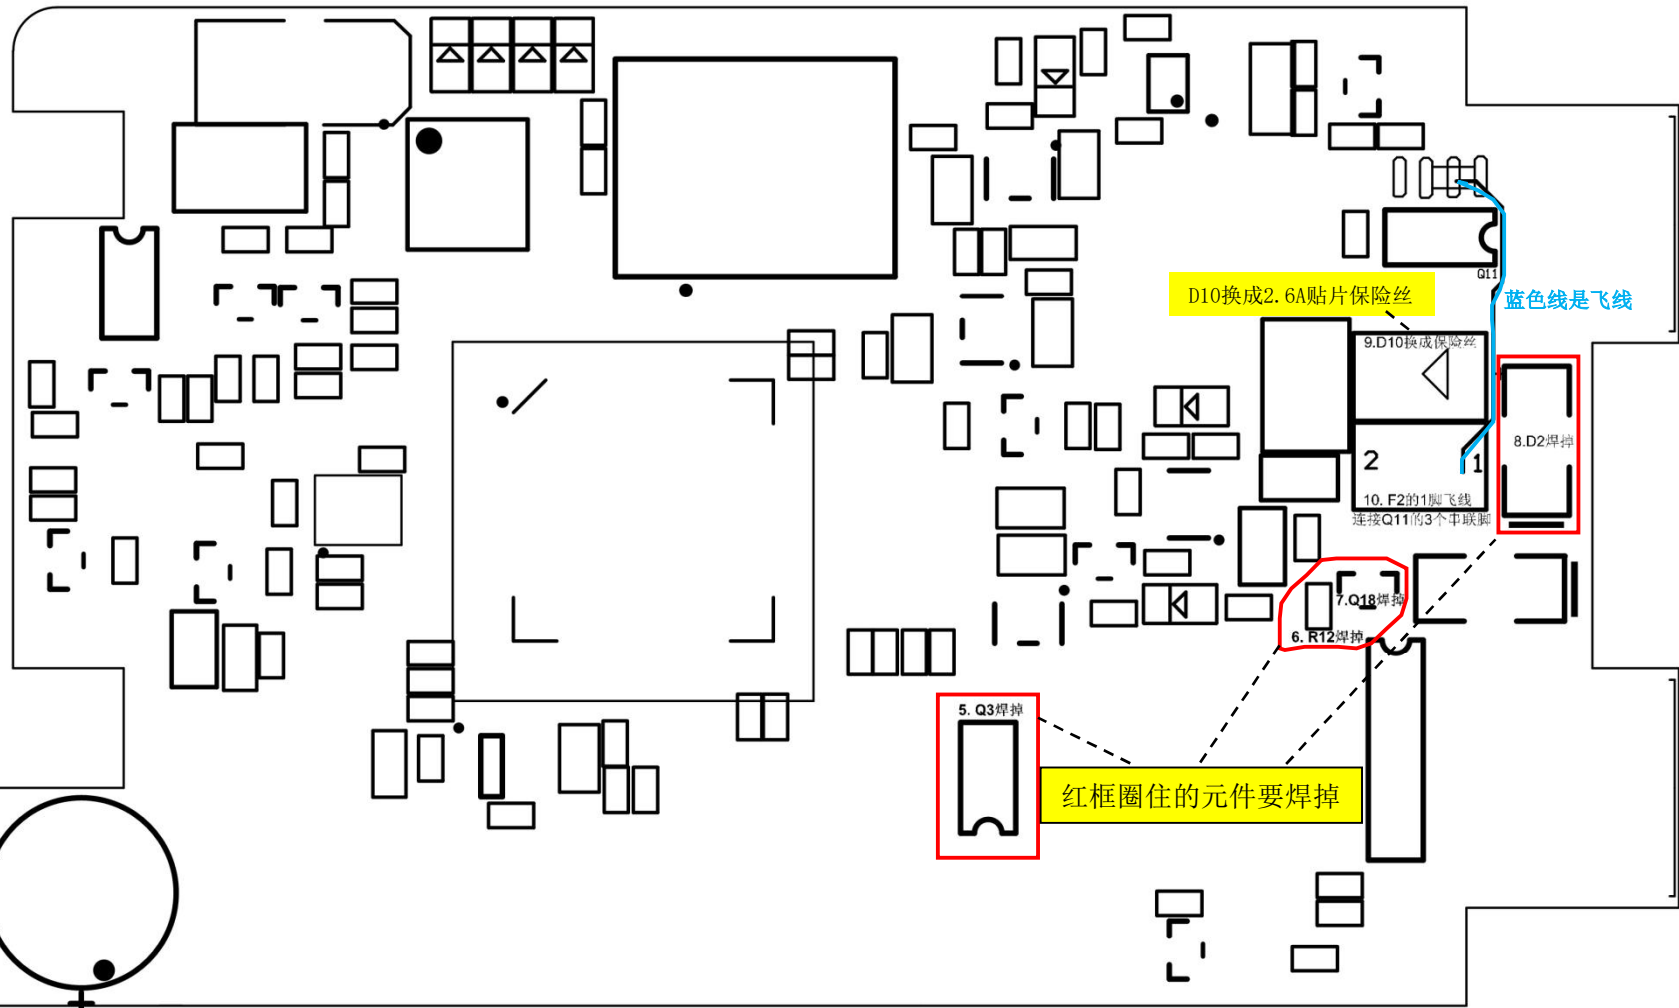 Q11
D10换成2.6A贴片保险丝
蓝色线是飞线
9.D10换成保险丝
8.D2焊掉
2
1
10. F2的1脚飞线
连接Q11的3个串联脚
7.Q18焊掉
6. R12焊掉
5. Q3焊掉
红框圈住的元件要焊掉